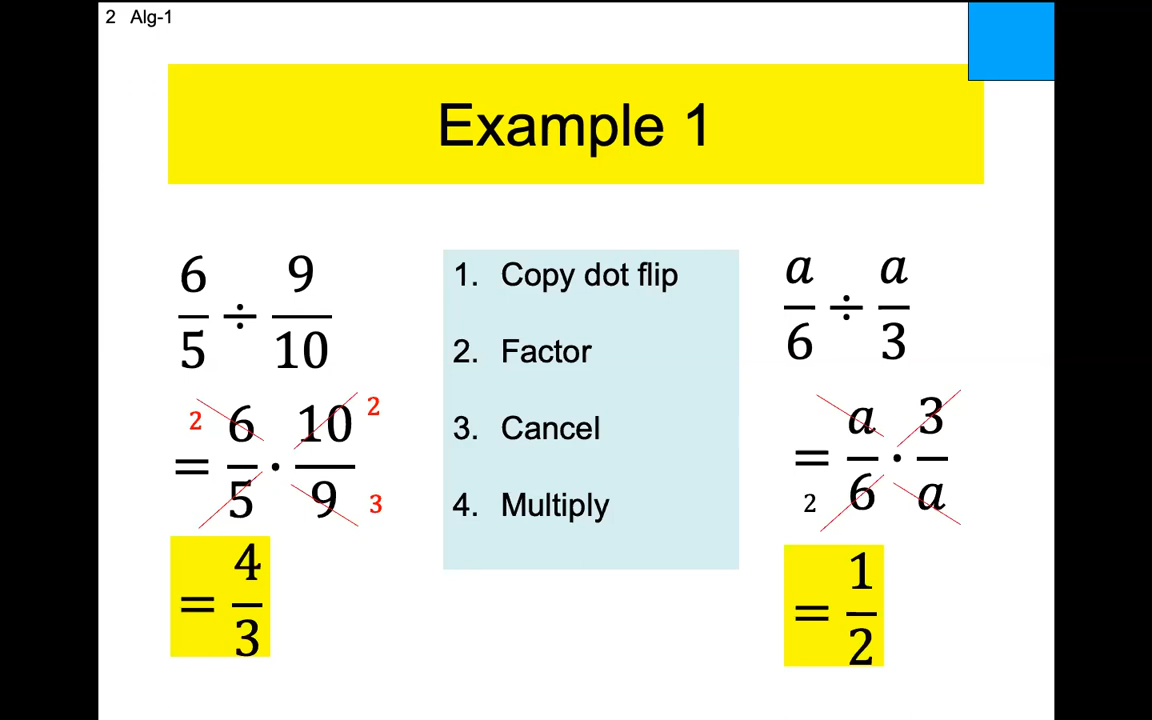 2 Alg-1
Example 1
6/5 ÷ 9/10
2 10 2
= 6/5 · 10/9
3
= 4/3
1. Copy dot flip
2. Factor
3. Cancel
4. Multiply
a/6 ÷ a/3
= a/6 · 3/a
2
= 1/2